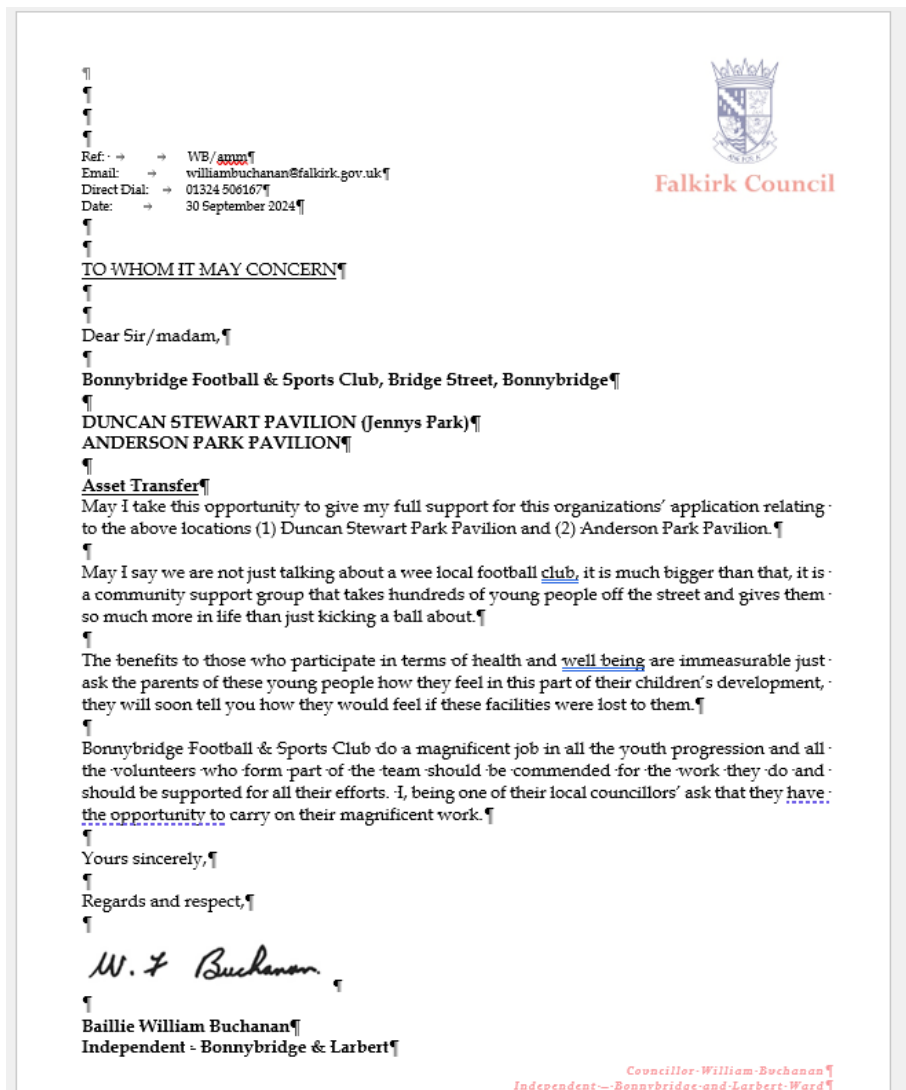 Ref: WB/amm
Email: williambuchanan@falkirk.gov.uk
Direct Dial: 01324 506167
Date: 30 September 2024
Falkirk Council
TO WHOM IT MAY CONCERN
Dear Sir/madam,
Bonnybridge Football & Sports Club, Bridge Street, Bonnybridge
DUNCAN STEWART PAVILION (Jennys Park)
ANDERSON PARK PAVILION
Asset Transfer
May I take this opportunity to give my full support for this organizations’ application relating
to the above locations (1) Duncan Stewart Park Pavilion and (2) Anderson Park Pavilion.
May I say we are not just talking about a wee local football club, it is much bigger than that, it is
a community support group that takes hundreds of young people off the street and gives them
so much more in life than just kicking a ball about.
The benefits to those who participate in terms of health and well being are immeasurable just
ask the parents of these young people how they feel in this part of their children’s development,
they will soon tell you how they would feel if these facilities were lost to them.
Bonnybridge Football & Sports Club do a magnificent job in all the youth progression and all
the volunteers who form part of the team should be commended for the work they do and
should be supported for all their efforts. I, being one of their local councillors’ ask that they have
the opportunity to carry on their magnificent work.
Yours sincerely,
Regards and respect,
W. F Buchanan.
Baillie William Buchanan
Independent - Bonnybridge & Larbert
Councillor William Buchanan
Independent – Bonnybridge and Larbert Ward